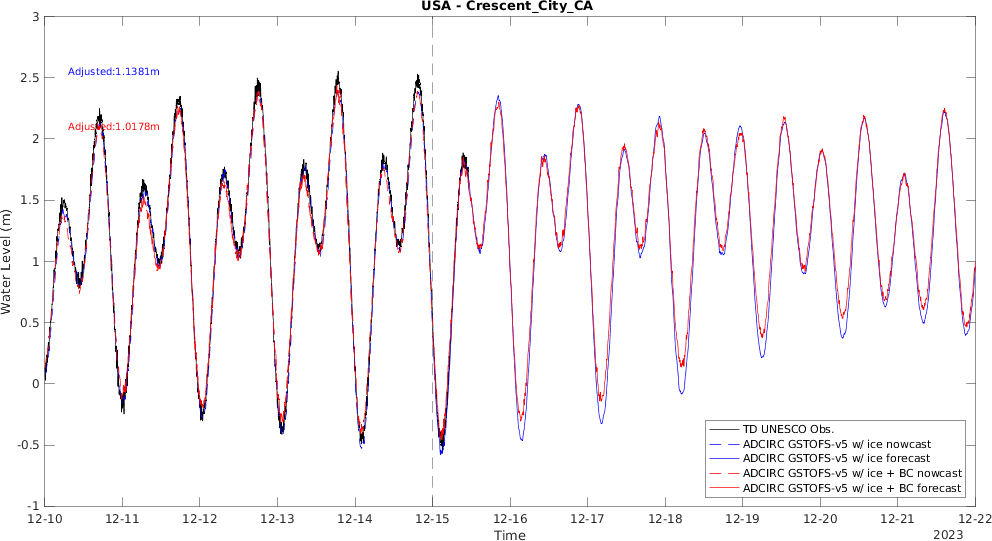 USA - Crescent_City_CA
3
2.5
2
1.5
1
0.5
0
-0.5
-1
Water Level (m)
Adjusted:1.1381m
Adjusted:1.0178m
TD UNESCO Obs.
ADCIRC GSTOFS-v5 w/ ice nowcast
ADCIRC GSTOFS-v5 w/ ice forecast
ADCIRC GSTOFS-v5 w/ ice + BC nowcast
ADCIRC GSTOFS-v5 w/ ice + BC forecast
12-10 12-11 12-12 12-13 12-14 12-15 12-16 12-17 12-18 12-19 12-20 12-21 12-22
Time
2023